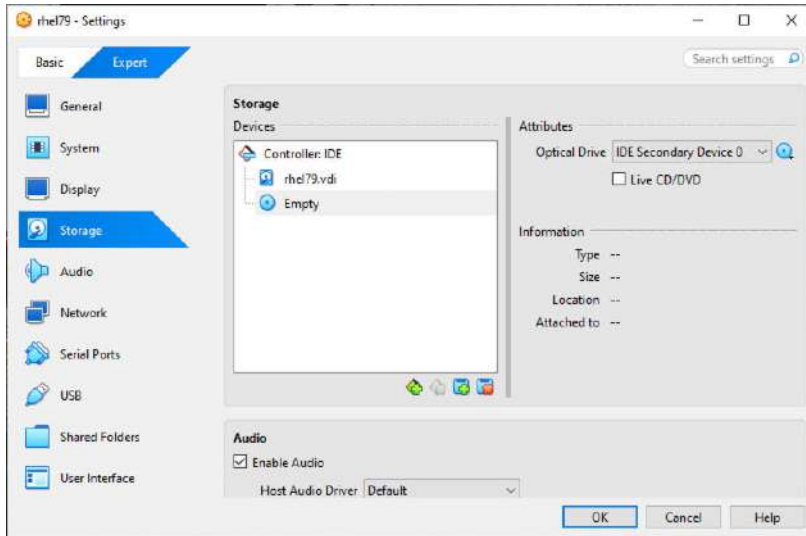 rhel79 - Settings
Basic
Expert
Search settings
General
System
Display
Storage
Audio
Network
Serial Ports
USB
Shared Folders
User Interface
Storage
Devices
Controller: IDE
rhel79.vdi
Empty
Attributes
Optical Drive IDE Secondary Device 0
Live CD/DVD
Information
Type --
Size --
Location --
Attached to --
Audio
Enable Audio
Host Audio Driver Default
OK
Cancel
Help